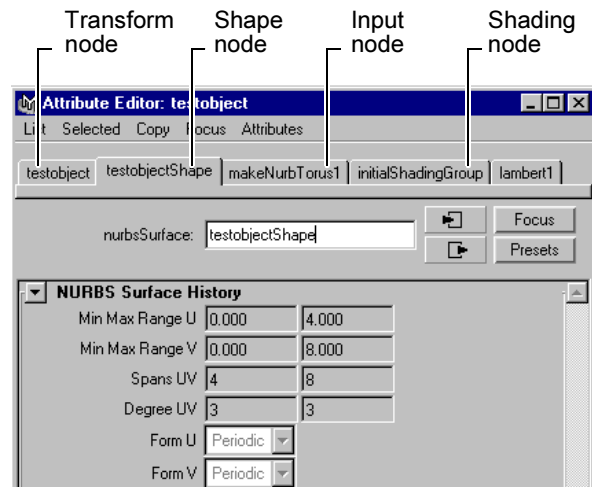 Transform node
Shape node
Input node
Shading node
Attribute Editor: testobject
List Selected Copy Focus Attributes
testobject testobjectShape makeNurbTorus1 initialShadingGroup lambert1
nurbsSurface: testobjectShape Focus
Presets
NURBS Surface History
Min Max Range U 0.000 4.000
Min Max Range V 0.000 8.000
Spans UV 4 8
Degree UV 3 3
Form U Periodic
Form V Periodic